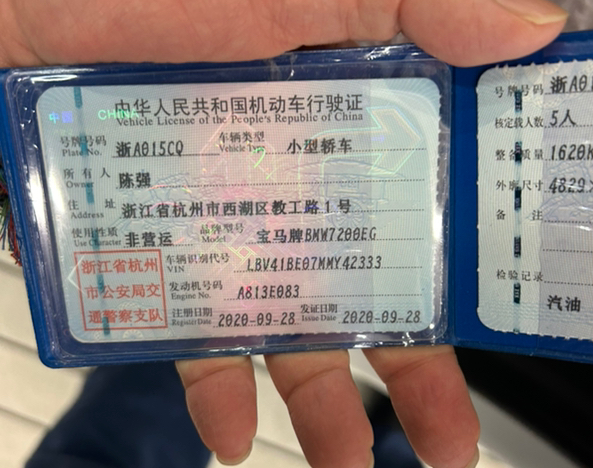 中国 CHINA
中华人民共和国机动车行驶证
Vehicle License of the People's Republic of China
号牌号码 浙A015CQ 车辆类型 小型轿车
Plate No. Vehicle Type
所有人 陈强
Owner
住址 浙江省杭州市西湖区教工路1号
Address
使用性质 非营运 品牌型号 宝马牌BMW7200EG
Use Character Model
浙江省杭州
市公安局交
通警察支队
车辆识别代号 LBV41BE07MMY42333
VIN
发动机号码 A813E083
Engine No.
注册日期 2020-09-28 发证日期 2020-09-28
Register Date Issue Date
号牌号码 浙A01
核定载人数 5人
整备质量 1620K
外廓尺寸 4829×
备注
检验记录
汽油